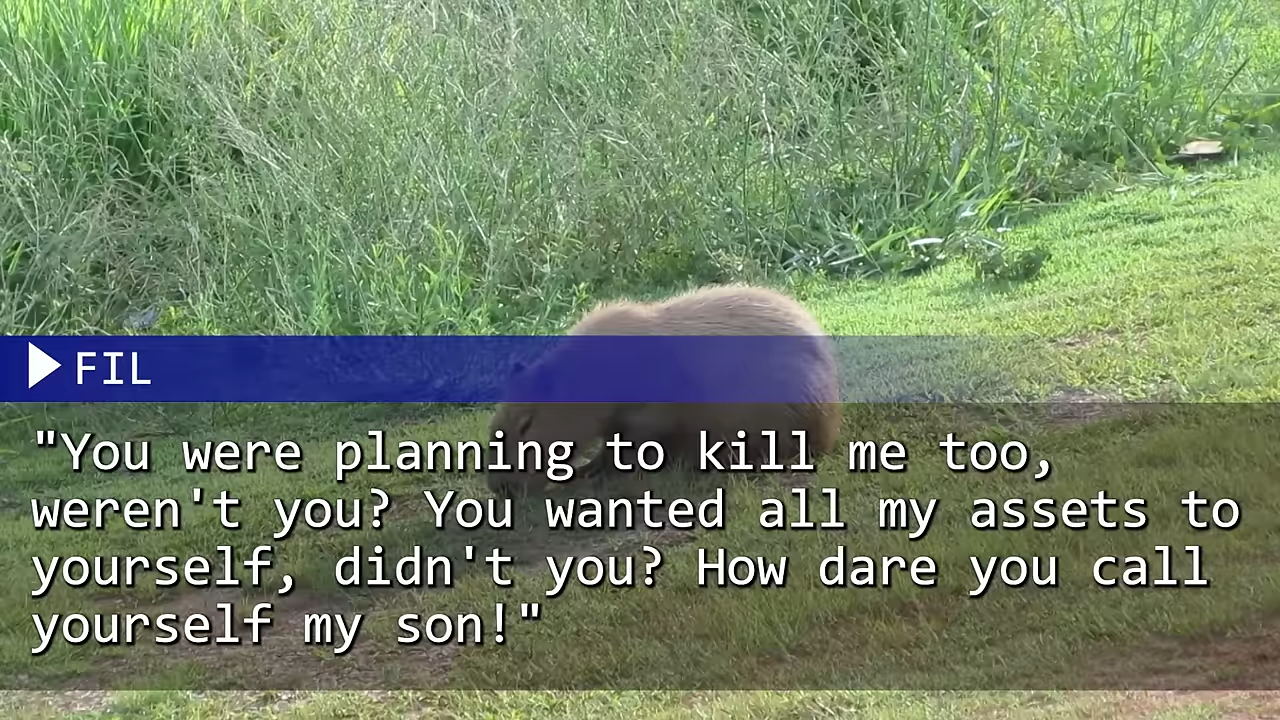 FIL
"You were planning to kill me too,
weren't you? You wanted all my assets to
yourself, didn't you? How dare you call
yourself my son!"